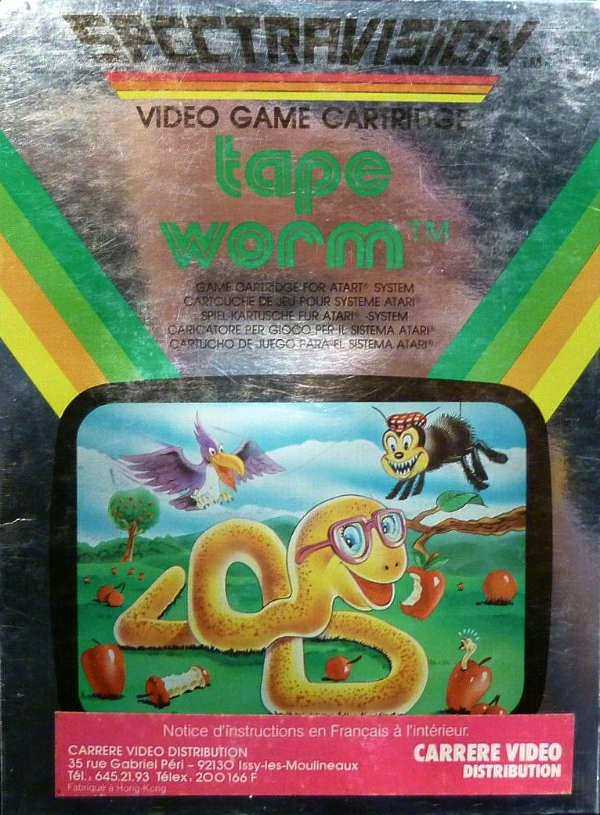 SPECTRAVISION TM
VIDEO GAME CARTRIDGE
tape
worm™
GAME CARTRIDGE FOR ATARI® SYSTEM
CARTOUCHE DE JEU POUR SYSTEME ATARI®
SPIEL-KARTUSCHE FUR ATARI® -SYSTEM
CARICATORE PER GIOCO PER IL SISTEMA ATARI®
CARTUCHO DE JUEGO PARA EL SISTEMA ATARI®
Notice d'instructions en Français à l'intérieur.
CARRERE VIDEO DISTRIBUTION
35 rue Gabriel Péri - 92130 Issy-les-Moulineaux
Tél. : 645.21.93 Télex : 200166 F
Fabriqué à Hong-Kong
CARRERE VIDEO
DISTRIBUTION